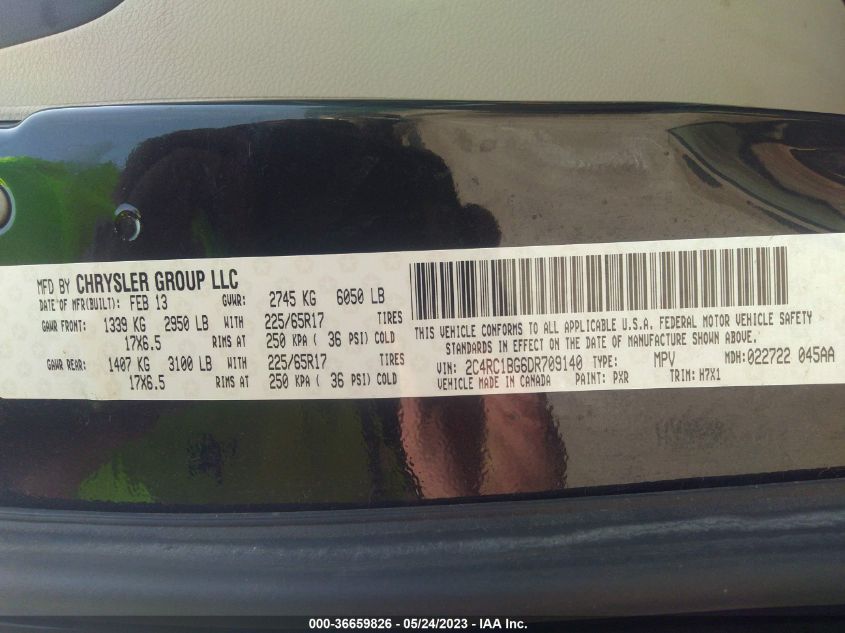 MFD BY CHRYSLER GROUP LLC
DATE OF MFR(BUILT): FEB 13 GVWR: 2745 KG 6050 LB
GAWR FRONT: 1339 KG 2950 LB WITH 225/65R17 TIRES
17X6.5 RIMS AT 250 KPA ( 36 PSI) COLD
GAWR REAR: 1407 KG 3100 LB WITH 225/65R17 TIRES
17X6.5 RIMS AT 250 KPA ( 36 PSI) COLD
THIS VEHICLE CONFORMS TO ALL APPLICABLE U.S.A. FEDERAL MOTOR VEHICLE SAFETY
STANDARDS IN EFFECT ON THE DATE OF MANUFACTURE SHOWN ABOVE.
VIN: 2C4RC1BG6DR709140 TYPE: MPV MDH: 022722 045AA
VEHICLE MADE IN CANADA PAINT: PXR TRIM: H7X1
000-36659826 - 05/24/2023 - IAA Inc.